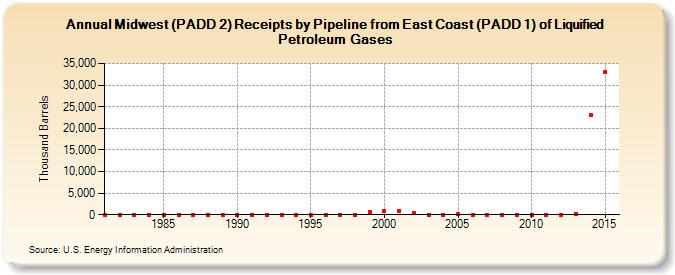 Annual Midwest (PADD 2) Receipts by Pipeline from East Coast (PADD 1) of Liquified
Petroleum Gases
Thousand Barrels
35,000
30,000
25,000
20,000
15,000
10,000
5,000
0
1985 1990 1995 2000 2005 2010 2015
Source: U.S. Energy Information Administration